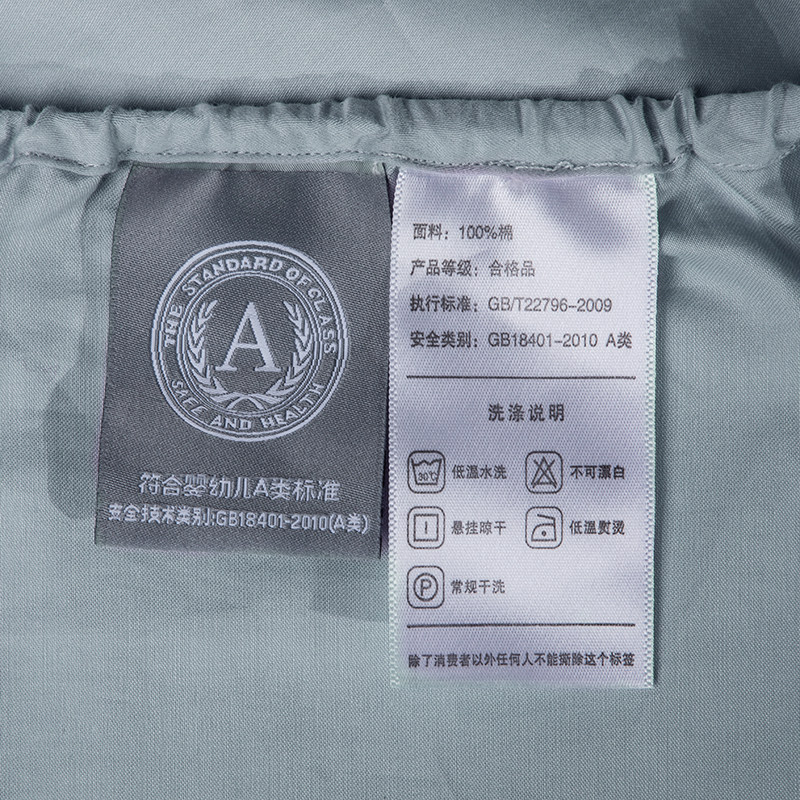 THE STANDARD OF CLASS
A
SAFE AND HEALTH
符合婴幼儿A类标准
安全技术类别:GB18401-2010(A类)
面料：100%棉
产品等级：合格品
执行标准：GB/T22796-2009
安全类别：GB18401-2010 A类
洗涤说明
30℃ 低温水洗 不可漂白
悬挂晾干 低温熨烫
P 常规干洗
除了消费者以外任何人不能撕除这个标签